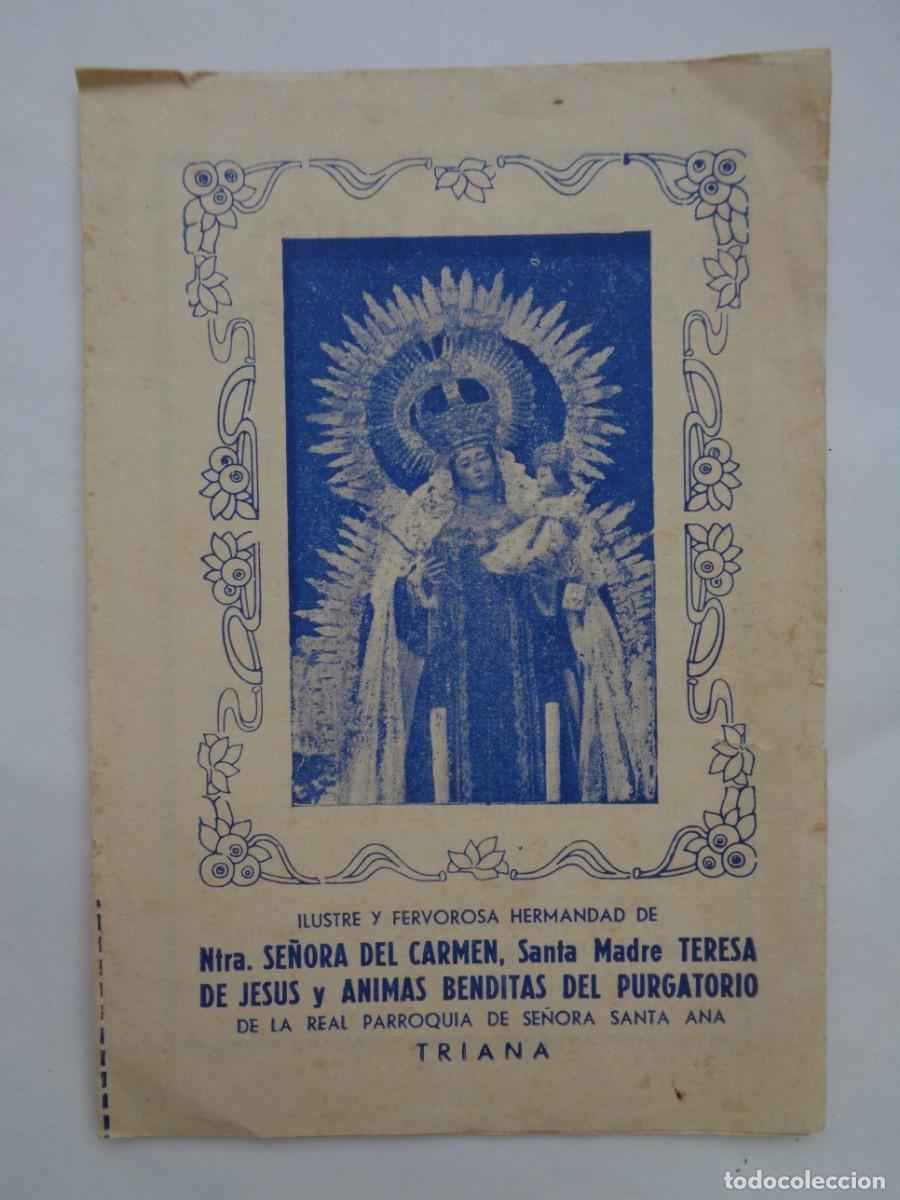 ILUSTRE Y FERVOROSA HERMANDAD DE
Ntra. SEÑORA DEL CARMEN, Santa Madre TERESA
DE JESUS y ANIMAS BENDITAS DEL PURGATORIO
DE LA REAL PARROQUIA DE SEÑORA SANTA ANA
TRIANA
todocoleccion